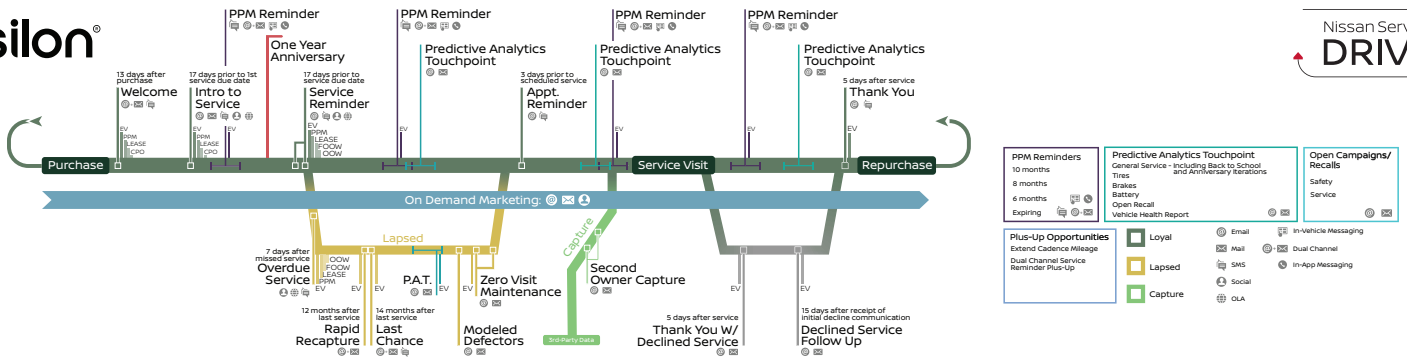 silon®
Nissan Serv
DRIV
PPM Reminder
PPM Reminder
PPM Reminder
PPM Reminder
One Year
Anniversary
Predictive Analytics
Touchpoint
Predictive Analytics
Touchpoint
Predictive Analytics
Touchpoint
13 days after
purchase
Welcome
17 days prior to 1st
service due date
Intro to
Service
17 days prior to
service due date
Service
Reminder
3 days prior to
scheduled service
Appt.
Reminder
5 days after service
Thank You
EV
PPM
LEASE
CPO
EV
PPM
LEASE
CPO
EV
EV
PPM
LEASE
FOOW
OOW
EV
EV
EV
EV
Purchase
Service Visit
Repurchase
On Demand Marketing:
Lapsed
Capture
7 days after
missed service
Overdue
Service
OOW
FOOW
LEASE
PPM
EV
EV
EV
P.A.T.
EV
EV
Zero Visit
Maintenance
Second
Owner Capture
EV
EV
12 months after
last service
Rapid
Recapture
14 months after
last service
Last
Chance
Modeled
Defectors
3rd-Party Data
5 days after service
Thank You W/
Declined Service
15 days after receipt of
initial decline communication
Declined Service
Follow Up
PPM Reminders
10 months
8 months
6 months
Expiring
Predictive Analytics Touchpoint
General Service - Including Back to School
and Anniversary Iterations
Tires
Brakes
Battery
Open Recall
Vehicle Health Report
Open Campaigns/
Recalls
Safety
Service
Plus-Up Opportunities
Extend Cadence Mileage
Dual Channel Service
Reminder Plus-Up
Loyal
Lapsed
Capture
Email
Mail
SMS
Social
OLA
In-Vehicle Messaging
Dual Channel
In-App Messaging